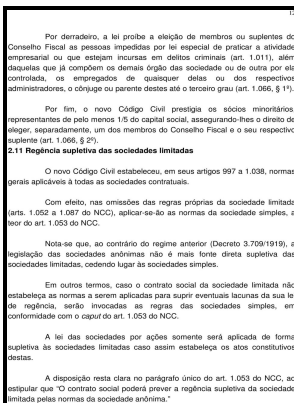 Por derradeiro, a lei proíbe a eleição de membros ou suplentes do
Conselho Fiscal as pessoas impedidas por lei especial de praticar a atividade
empresarial ou que estejam incursas em delitos criminais (art. 1.011), além
daquelas que já compõem os demais órgão das sociedade ou de outra por ela
controlada, os empregados de quaisquer delas ou dos respectivos
administradores, o cônjuge ou parente destes até o terceiro grau (art. 1.066, § 1º).
Por fim, o novo Código Civil prestigia os sócios minoritários
representantes de pelo menos 1/5 do capital social, assegurando-lhes o direito de
eleger, separadamente, um dos membros do Conselho Fiscal e o seu respectivo
suplente (art. 1.066, § 2º).
2.11 Regência supletiva das sociedades limitadas
O novo Código Civil estabeleceu, em seus artigos 997 a 1.038, normas
gerais aplicáveis à todas as sociedades contratuais.
Com efeito, nas omissões das regras próprias da sociedade limitada
(arts. 1.052 a 1.087 do NCC), aplicar-se-ão as normas da sociedade simples, a
teor do art. 1.053 do NCC.
Nota-se que, ao contrário do regime anterior (Decreto 3.709/1919), a
legislação das sociedades anônimas não é mais fonte direta supletiva das
sociedades limitadas, cedendo lugar às sociedades simples.
Em outros termos, caso o contrato social da sociedade limitada não
estabeleça as normas a serem aplicadas para suprir eventuais lacunas da sua lei
de regência, serão invocadas as regras das sociedades simples, em
conformidade com o caput do art. 1.053 do NCC.
A lei das sociedades por ações somente será aplicada de forma
supletiva às sociedades limitadas caso assim estabeleça os atos constitutivos
destas.
A disposição resta clara no parágrafo único do art. 1.053 do NCC, ao
estipular que "O contrato social poderá prever a regência supletiva da sociedade
limitada pelas normas da sociedade anônima."